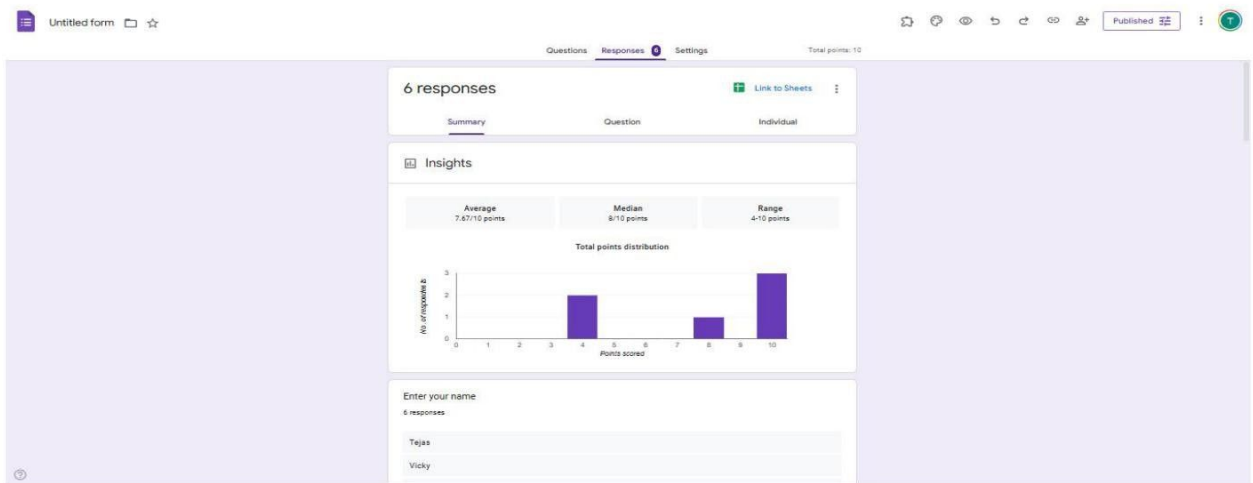 Untitled form
Published
T
Questions Responses 6 Settings
Total points: 10
6 responses
Link to Sheets
Summary Question Individual
Insights
Average Median Range
7.67/10 points 8/10 points 4-10 points
Total points distribution
No. of respondents
3
2
1
0
0 1 2 3 4 5 6 7 8 9 10
Points scored
Enter your name
6 responses
Tejas
Vicky